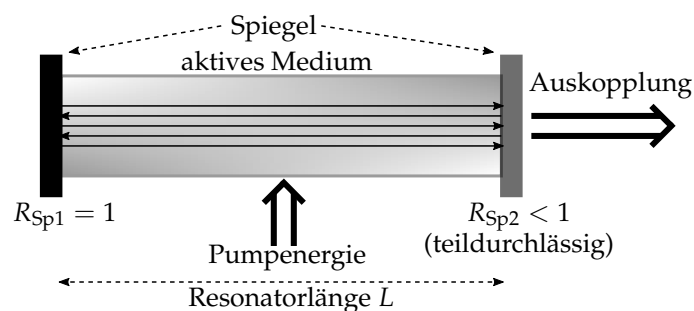 Spiegel
aktives Medium
Auskopplung
R_Sp1 = 1
R_Sp2 < 1
(teildurchlässig)
Pumpenergie
Resonatorlänge L